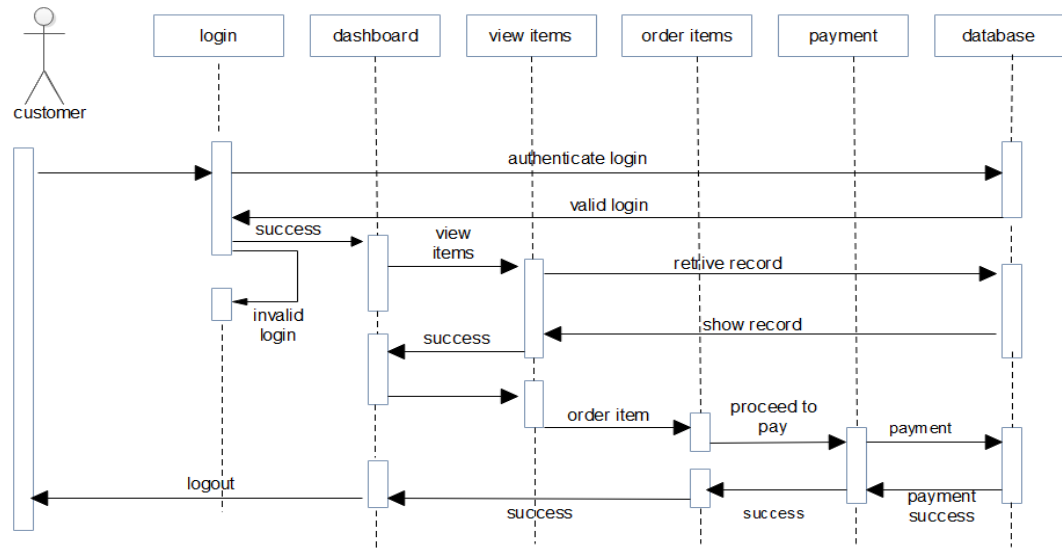 login
dashboard
view items
order items
payment
database
customer
authenticate login
valid login
success
view
items
retrive record
invalid
login
show record
success
order item
proceed to
pay
payment
logout
success
success
payment
success